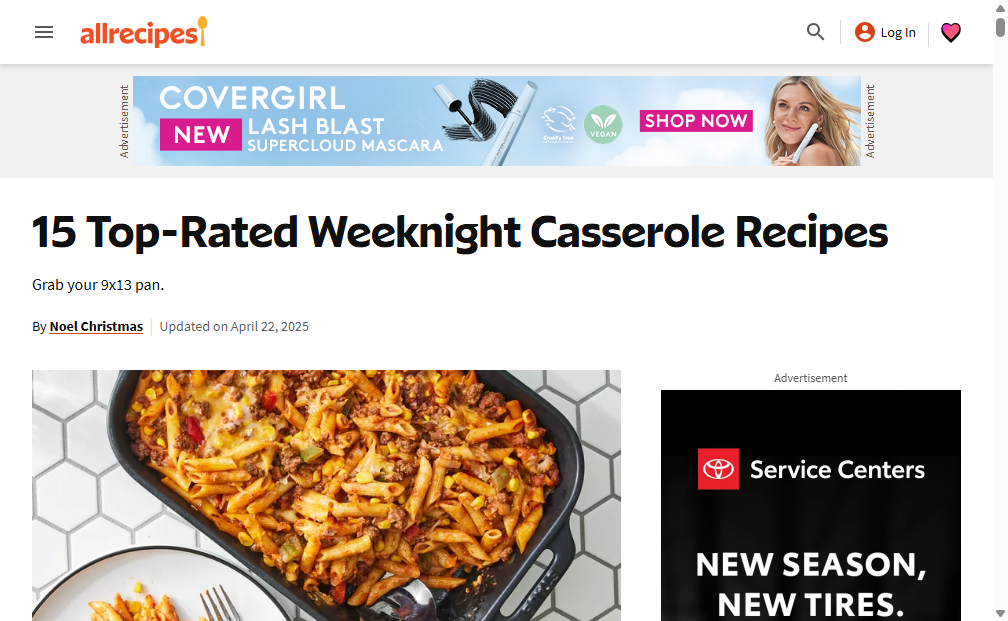 allrecipes
Log In
Advertisement
COVERGIRL
NEW LASH BLAST
SUPERCLOUD MASCARA
Cruelty Free
INTERNATIONAL
VEGAN
SHOP NOW
Advertisement
15 Top-Rated Weeknight Casserole Recipes
Grab your 9x13 pan.
By Noel Christmas Updated on April 22, 2025
Advertisement
Service Centers
NEW SEASON,
NEW TIRES.